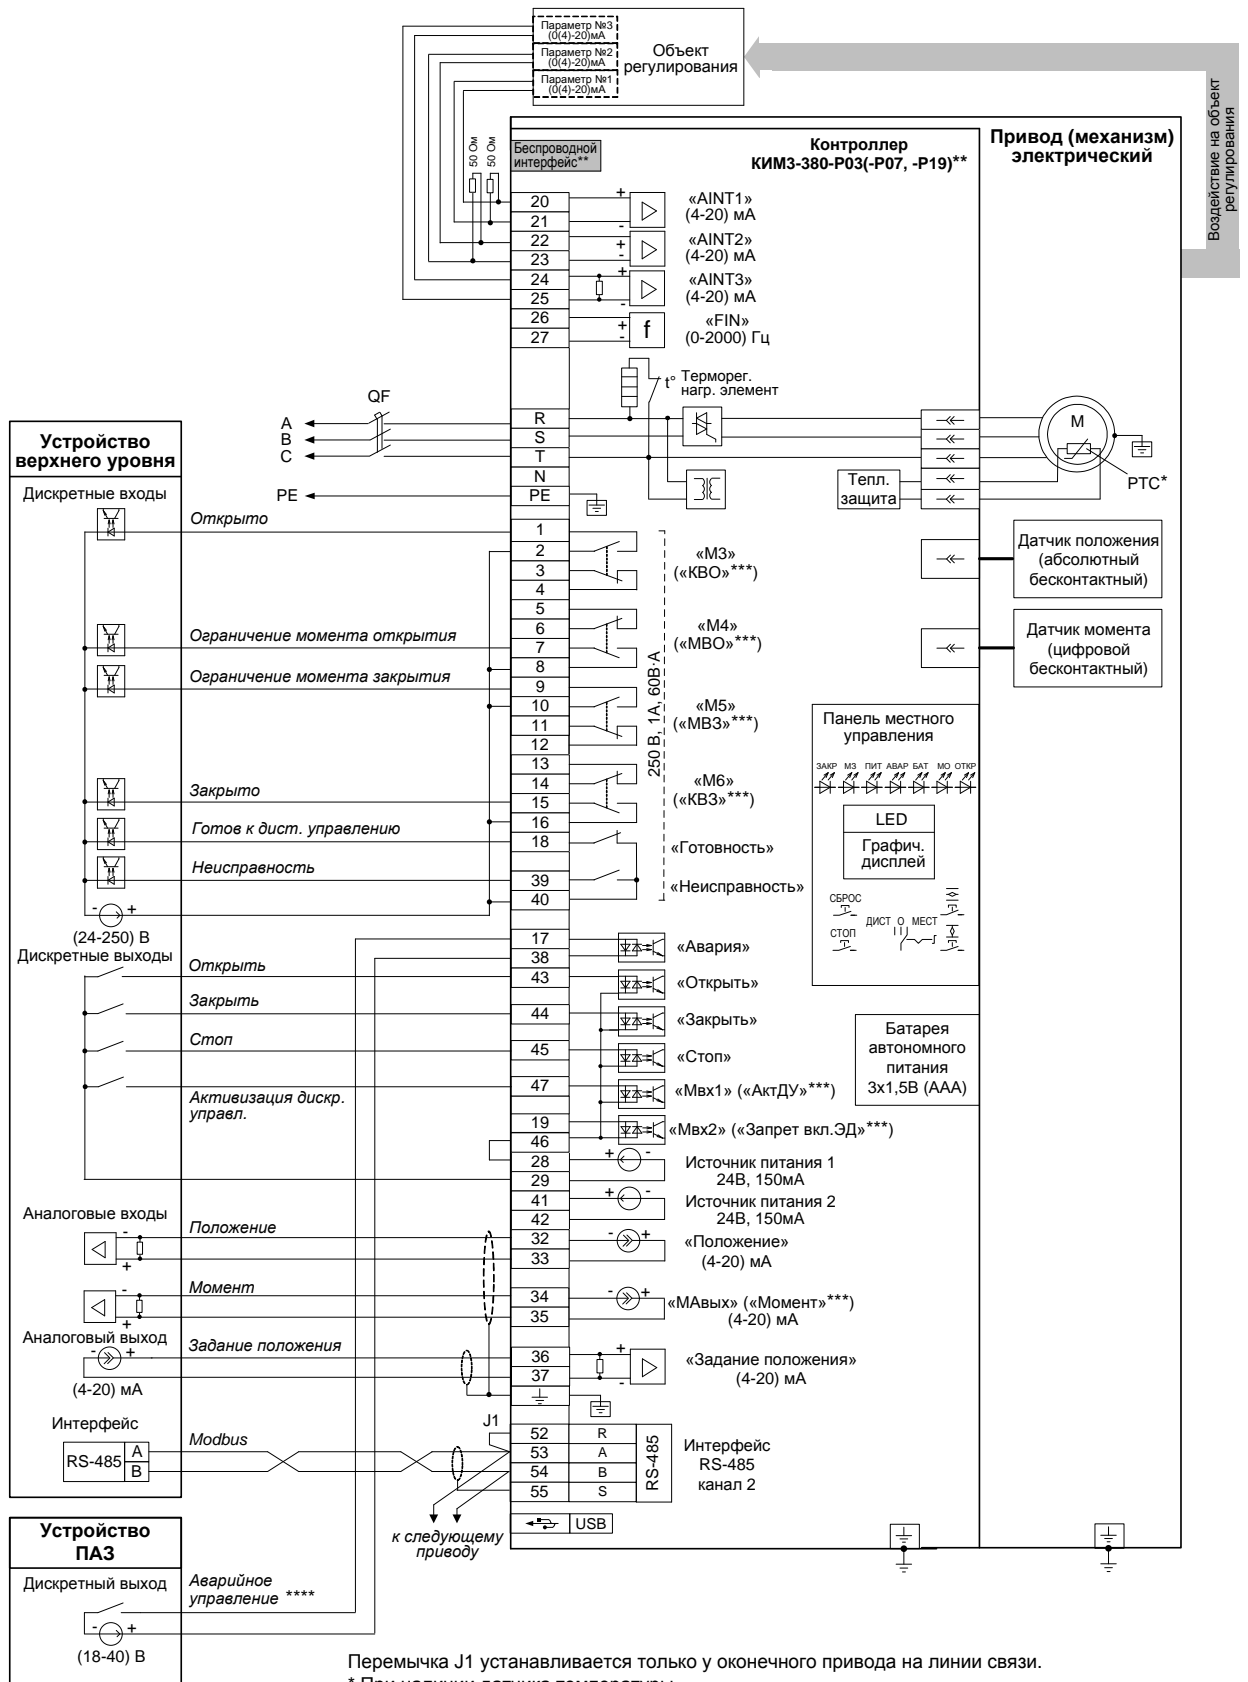 Параметр №3
(0(4)-20)мА
Параметр №2
(0(4)-20)мА
Параметр №1
(0(4)-20)мА
Объект
регулирования
Воздействие на объект
регулирования
50 Ом
50 Ом
Беспроводной
интерфейс**
Контроллер
КИМ3-380-Р03(-Р07, -Р19)**
Привод (механизм)
электрический
20
21
22
23
24
25
26
27
+
-
«AINT1»
(4-20) мА
+
-
«AINT2»
(4-20) мА
+
-
«AINT3»
(4-20) мА
+
-
f
«FIN»
(0-2000) Гц
t° Терморег.
нагр. элемент
QF
A
B
C
PE
R
S
T
N
PE
Тепл.
защита
M
PTC*
Устройство
верхнего уровня
Дискретные входы
Открыто
Ограничение момента открытия
Ограничение момента закрытия
Закрыто
Готов к дист. управлению
Неисправность
- +
(24-250) В
1
2
3
4
5
6
7
8
9
10
11
12
13
14
15
16
18
39
40
«М3»
(«КВО»***)
«М4»
(«МВО»***)
«М5»
(«МВЗ»***)
«М6»
(«КВЗ»***)
«Готовность»
«Неисправность»
250 В, 1А, 60В·А
Датчик положения
(абсолютный
бесконтактный)
Датчик момента
(цифровой
бесконтактный)
Панель местного
управления
ЗАКР МЗ ПИТ АВАР БАТ МО ОТКР
LED
Графич.
дисплей
СБРОС
СТОП
ДИСТ О МЕСТ
Батарея
автономного
питания
3х1,5В (ААА)
Дискретные выходы
Открыть
Закрыть
Стоп
Активизация дискр.
управл.
17
38
43
44
45
47
19
46
28
29
41
42
32
33
34
35
36
37
«Авария»
«Открыть»
«Закрыть»
«Стоп»
«Мвх1» («АктДУ»***)
«Мвх2» («Запрет вкл.ЭД»***)
+ -
Источник питания 1
24В, 150мА
+ -
Источник питания 2
24В, 150мА
- +
«Положение»
(4-20) мА
- +
«МАвых» («Момент»***)
(4-20) мА
+
-
«Задание положения»
(4-20) мА
Аналоговые входы
-
+
Положение
-
+
Момент
Аналоговый выход
- +
Задание положения
(4-20) мА
Интерфейс
RS-485
A
B
Modbus
J1
52 R
53 A
54 B
55 S
RS-485
Интерфейс
RS-485
канал 2
USB
к следующему
приводу
Устройство
ПАЗ
Дискретный выход
Аварийное
управление ****
- +
(18-40) В
Перемычка J1 устанавливается только у оконечного привода на линии связи.